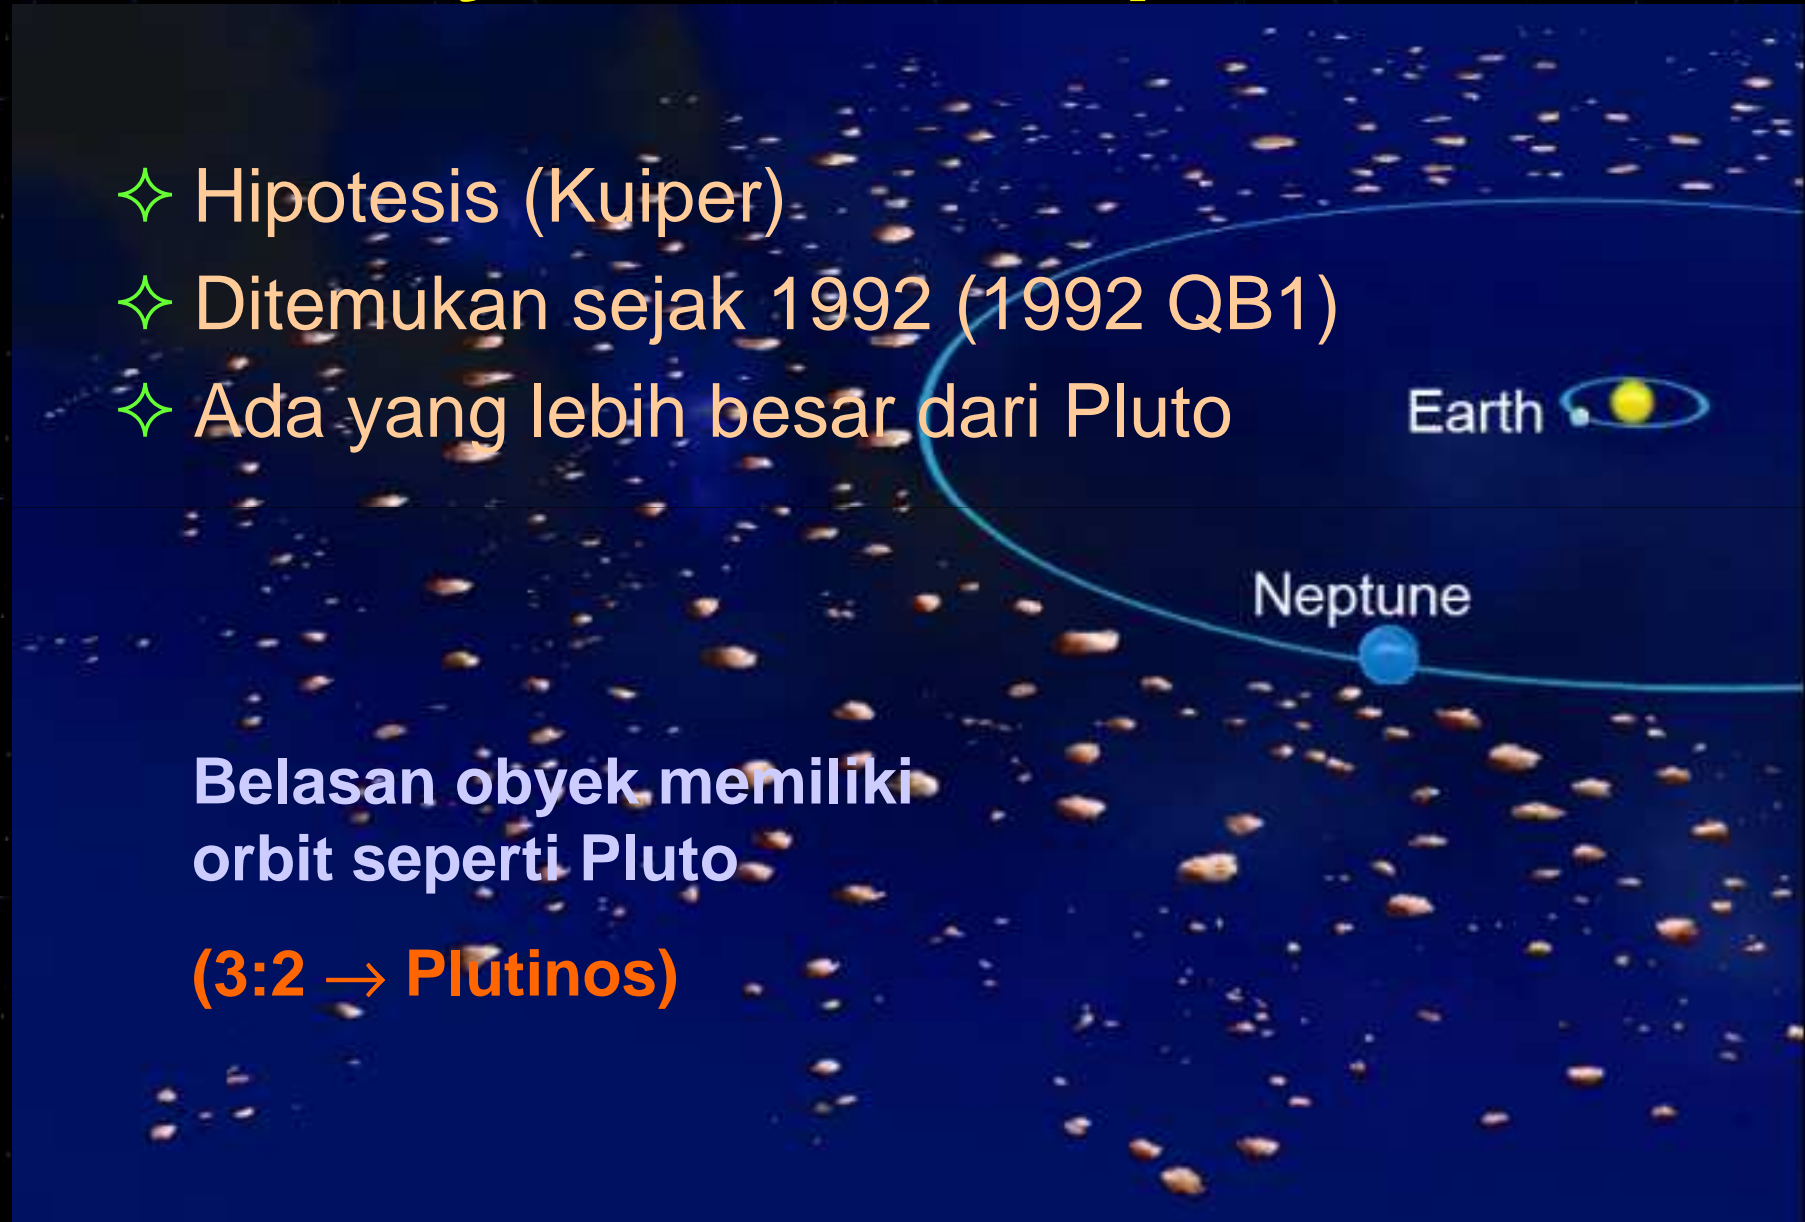 ✧ Hipotesis (Kuiper)
✧ Ditemukan sejak 1992 (1992 QB1)
✧ Ada yang lebih besar dari Pluto
Earth
Neptune
Belasan obyek memiliki
orbit seperti Pluto
(3:2 → Plutinos)